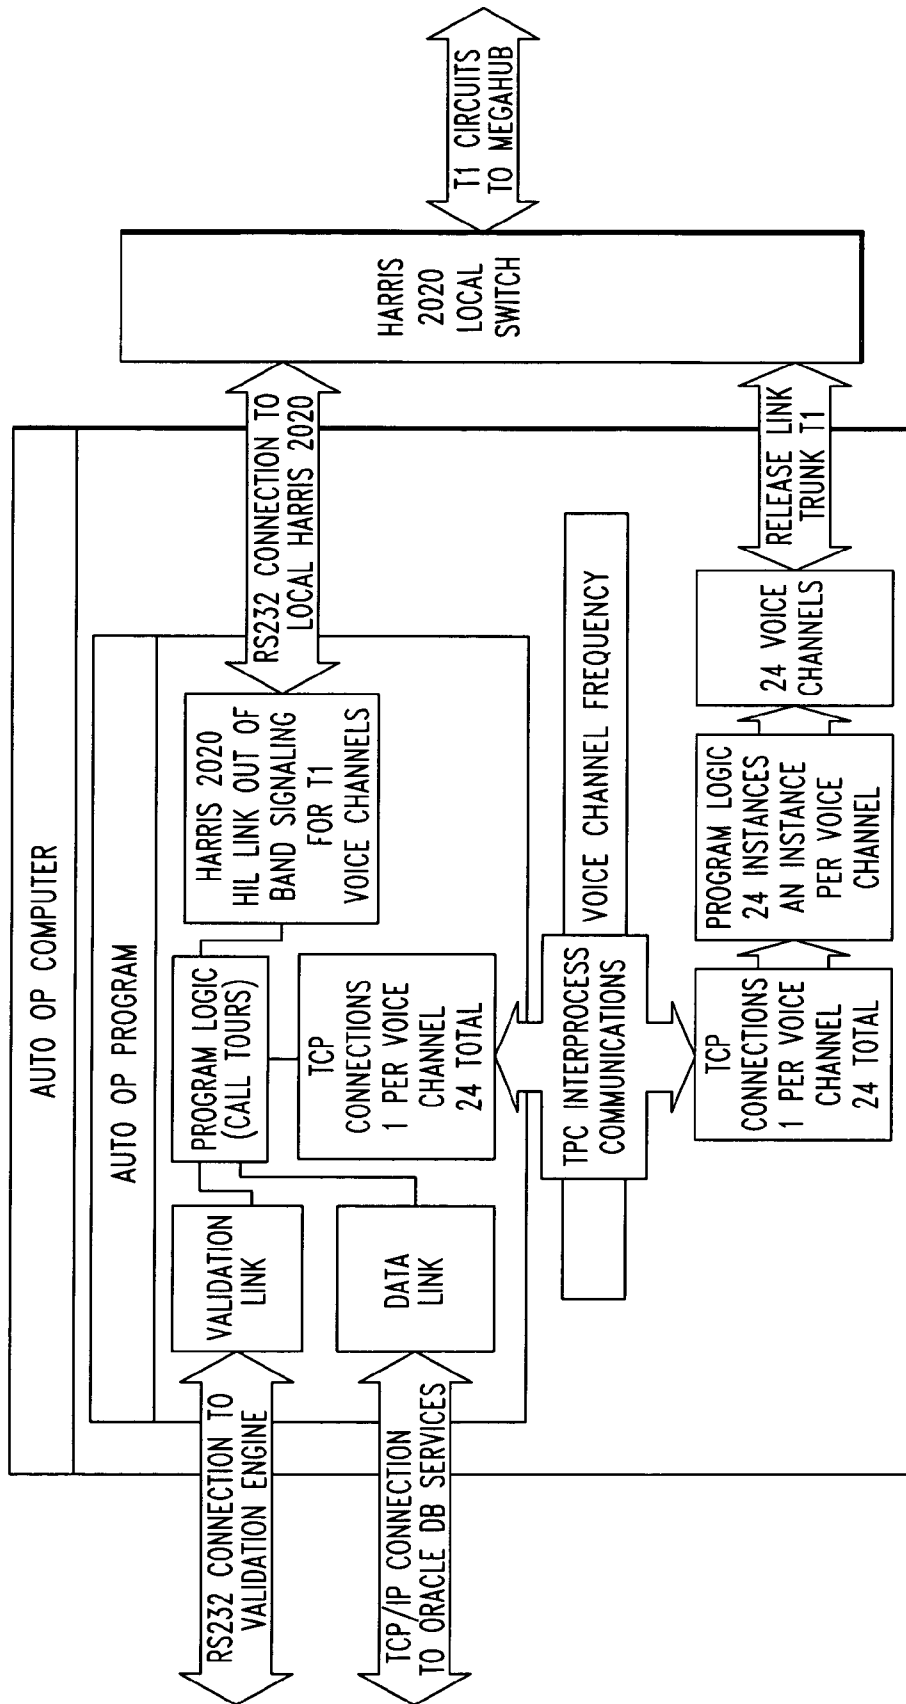 AUTO OP COMPUTER
AUTO OP PROGRAM
RS232 CONNECTION TO
VALIDATION ENGINE
VALIDATION
LINK
PROGRAM LOGIC
(CALL TOURS)
HARRIS 2020
HIL LINK OUT OF
BAND SIGNALING
FOR T1
VOICE CHANNELS
RS232 CONNECTION TO
LOCAL HARRIS 2020
HARRIS
2020
LOCAL
SWITCH
T1 CIRCUITS
TO MEGAHUB
TCP/IP CONNECTION
TO ORACLE DB SERVICES
DATA
LINK
TCP
CONNECTIONS
1 PER VOICE
CHANNEL
24 TOTAL
TPC INTERPROCESS
COMMUNICATIONS
VOICE CHANNEL FREQUENCY
TCP
CONNECTIONS
1 PER VOICE
CHANNEL
24 TOTAL
PROGRAM LOGIC
24 INSTANCES
AN INSTANCE
PER VOICE
CHANNEL
24 VOICE
CHANNELS
RELEASE LINK
TRUNK T1